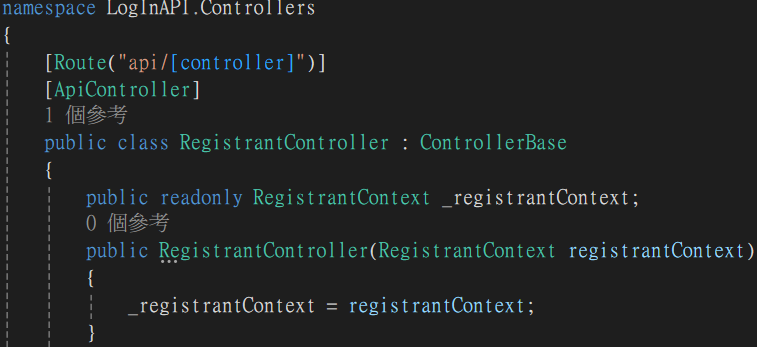 namespace LogInAPI.Controllers
{
[Route("api/[controller]")]
[ApiController]
1 個參考
public class RegistrantController : ControllerBase
{
public readonly RegistrantContext _registrantContext;
0 個參考
public RegistrantController(RegistrantContext registrantContext)
{
_registrantContext = registrantContext;
}